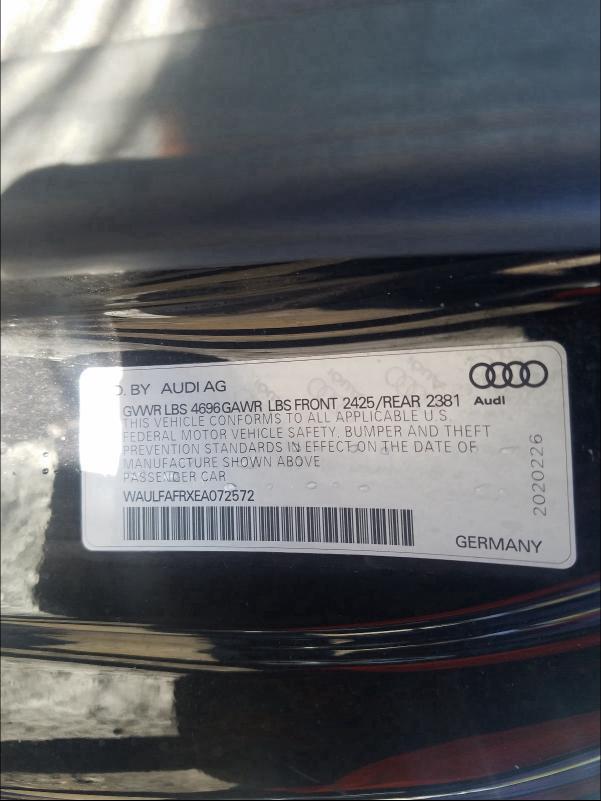 D. BY AUDI AG
GVWR LBS 4696 GAWR LBS FRONT 2425/REAR 2381
Audi
THIS VEHICLE CONFORMS TO ALL APPLICABLE U.S.
FEDERAL MOTOR VEHICLE SAFETY, BUMPER AND THEFT
PREVENTION STANDARDS IN EFFECT ON THE DATE OF
MANUFACTURE SHOWN ABOVE
PASSENGER CAR
WAULFAFRXEA072572
2020226
GERMANY